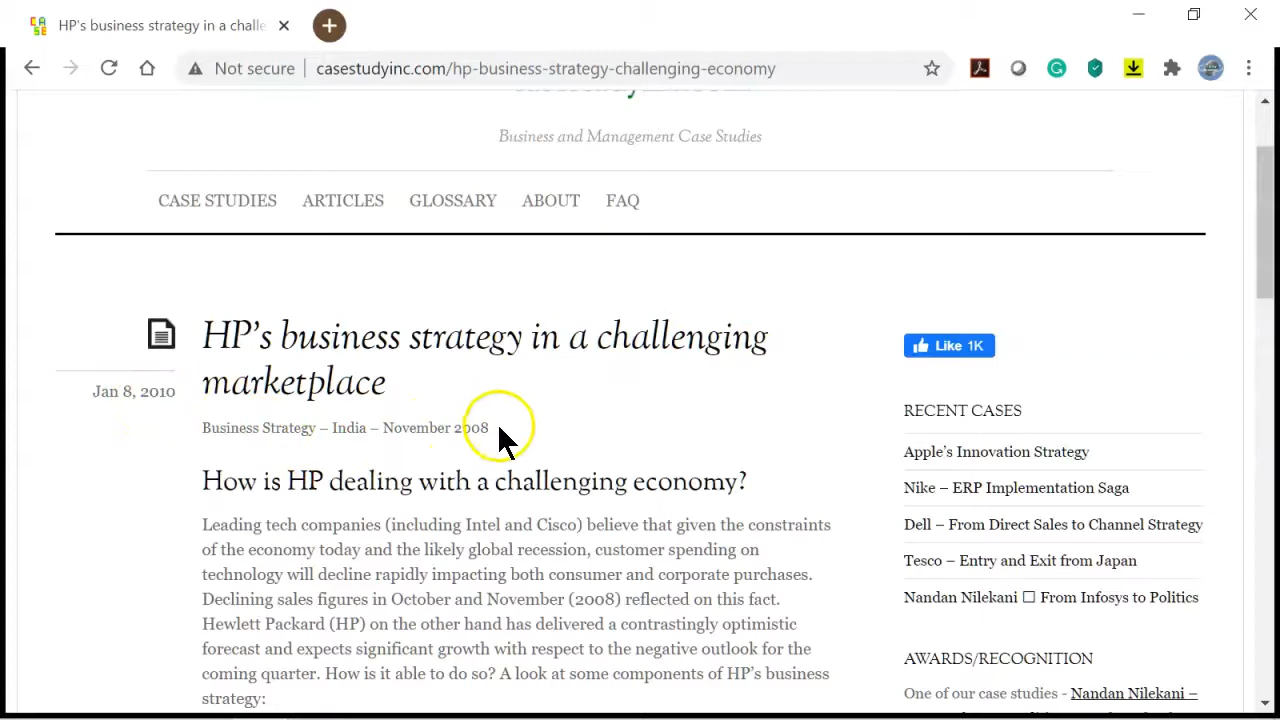 HP's business strategy in a challe
Not secure
casestudyinc.com/hp-business-strategy-challenging-economy
Business and Management Case Studies
CASE STUDIES ARTICLES GLOSSARY ABOUT FAQ
HP's business strategy in a challenging
marketplace
Jan 8, 2010
Business Strategy – India – November 2008
How is HP dealing with a challenging economy?
Leading tech companies (including Intel and Cisco) believe that given the constraints
of the economy today and the likely global recession, customer spending on
technology will decline rapidly impacting both consumer and corporate purchases.
Declining sales figures in October and November (2008) reflected on this fact.
Hewlett Packard (HP) on the other hand has delivered a contrastingly optimistic
forecast and expects significant growth with respect to the negative outlook for the
coming quarter. How is it able to do so? A look at some components of HP's business
strategy:
Like 1K
RECENT CASES
Apple's Innovation Strategy
Nike – ERP Implementation Saga
Dell – From Direct Sales to Channel Strategy
Tesco – Entry and Exit from Japan
Nandan Nilekani □ From Infosys to Politics
AWARDS/RECOGNITION
One of our case studies - Nandan Nilekani –